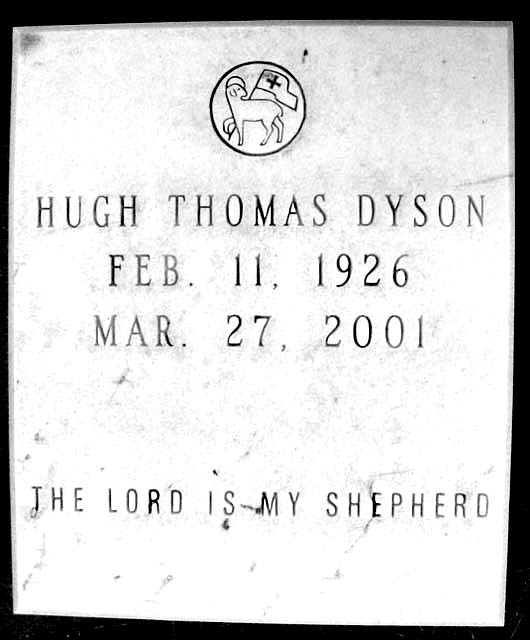 HUGH THOMAS DYSON
FEB. 11, 1926
MAR. 27, 2001
THE LORD IS MY SHEPHERD